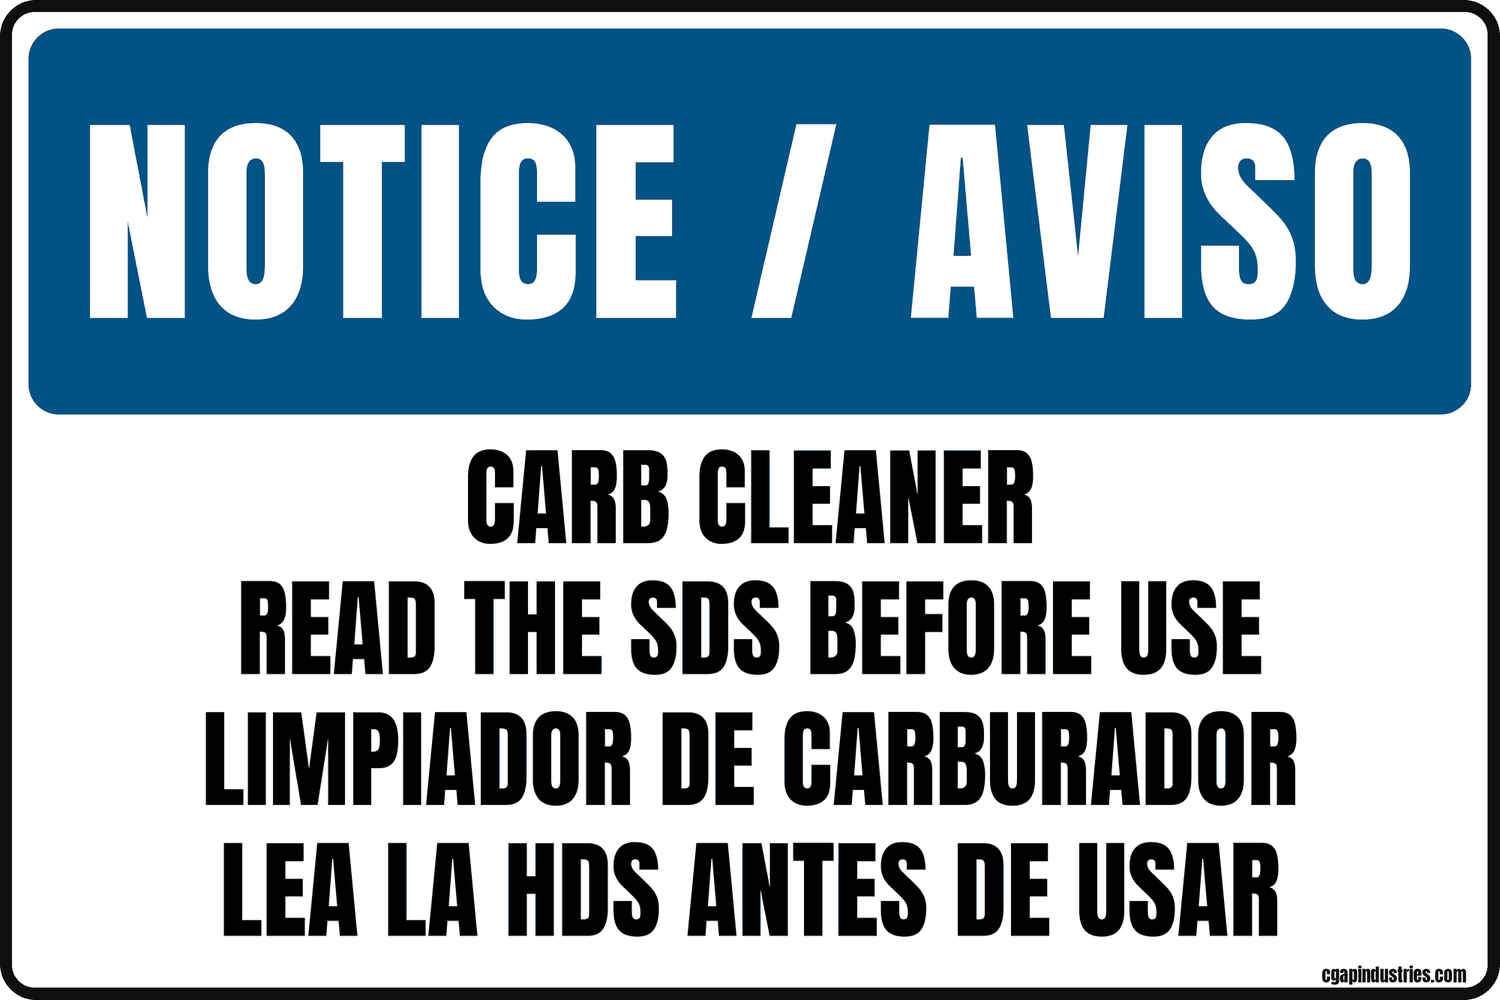 NOTICE / AVISO
CARB CLEANER
READ THE SDS BEFORE USE
LIMPIADOR DE CARBURADOR
LEA LA HDS ANTES DE USAR
cgapindustries.com